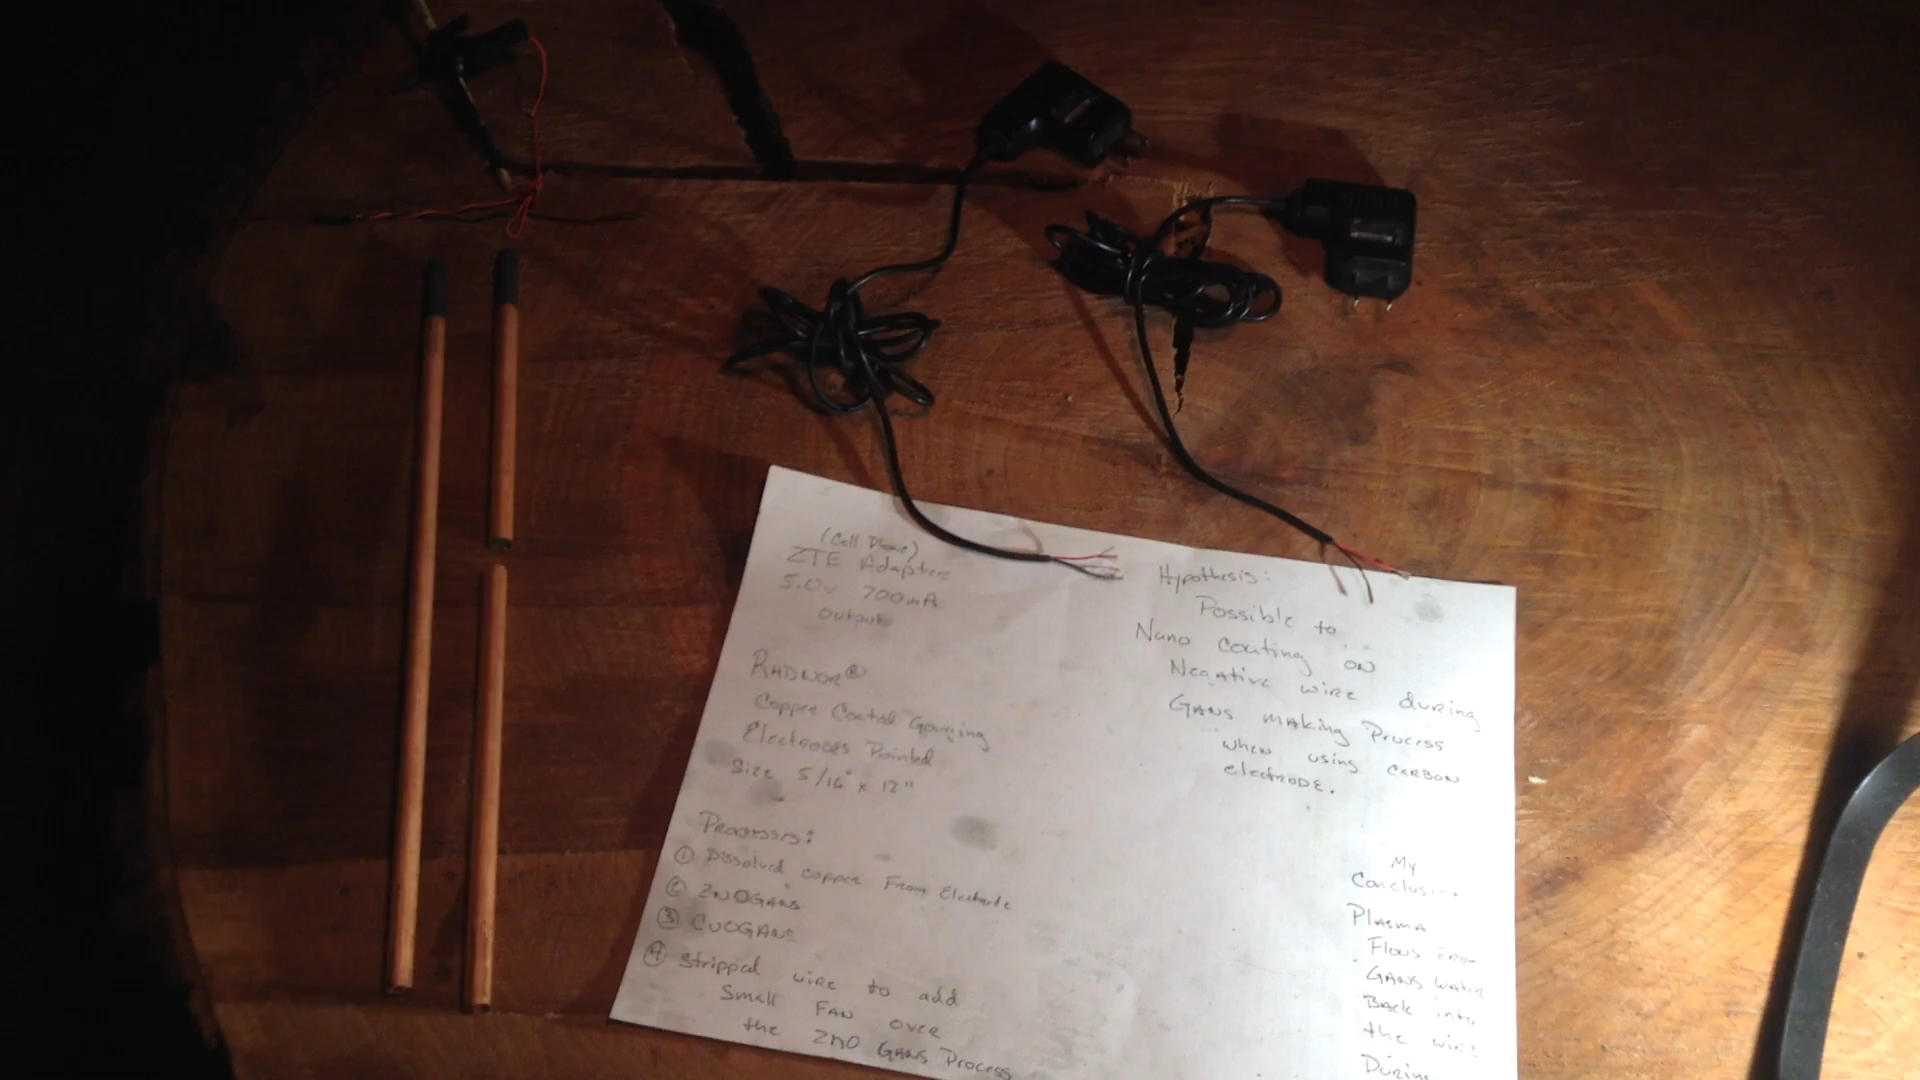 (Cell Phone)
ZTE Adapter
5.0v 700mA
output
RADNOR®
Copper Coated Gouging
Electrodes Pointed
Size 5/16" x 12"
Processes:
① Dissolved copper From Electrode
② ZNOGANS
③ CUOGANS
④ Stripped wire to add
Small FAN over
the ZnO GANS Process
Hypothesis:
Possible to
Nano Coating ON
Negative wire during
GANS making Process
when using CARBON
electrode.
My
Plasma
Flows From
GANS water
Back into
the wire
During